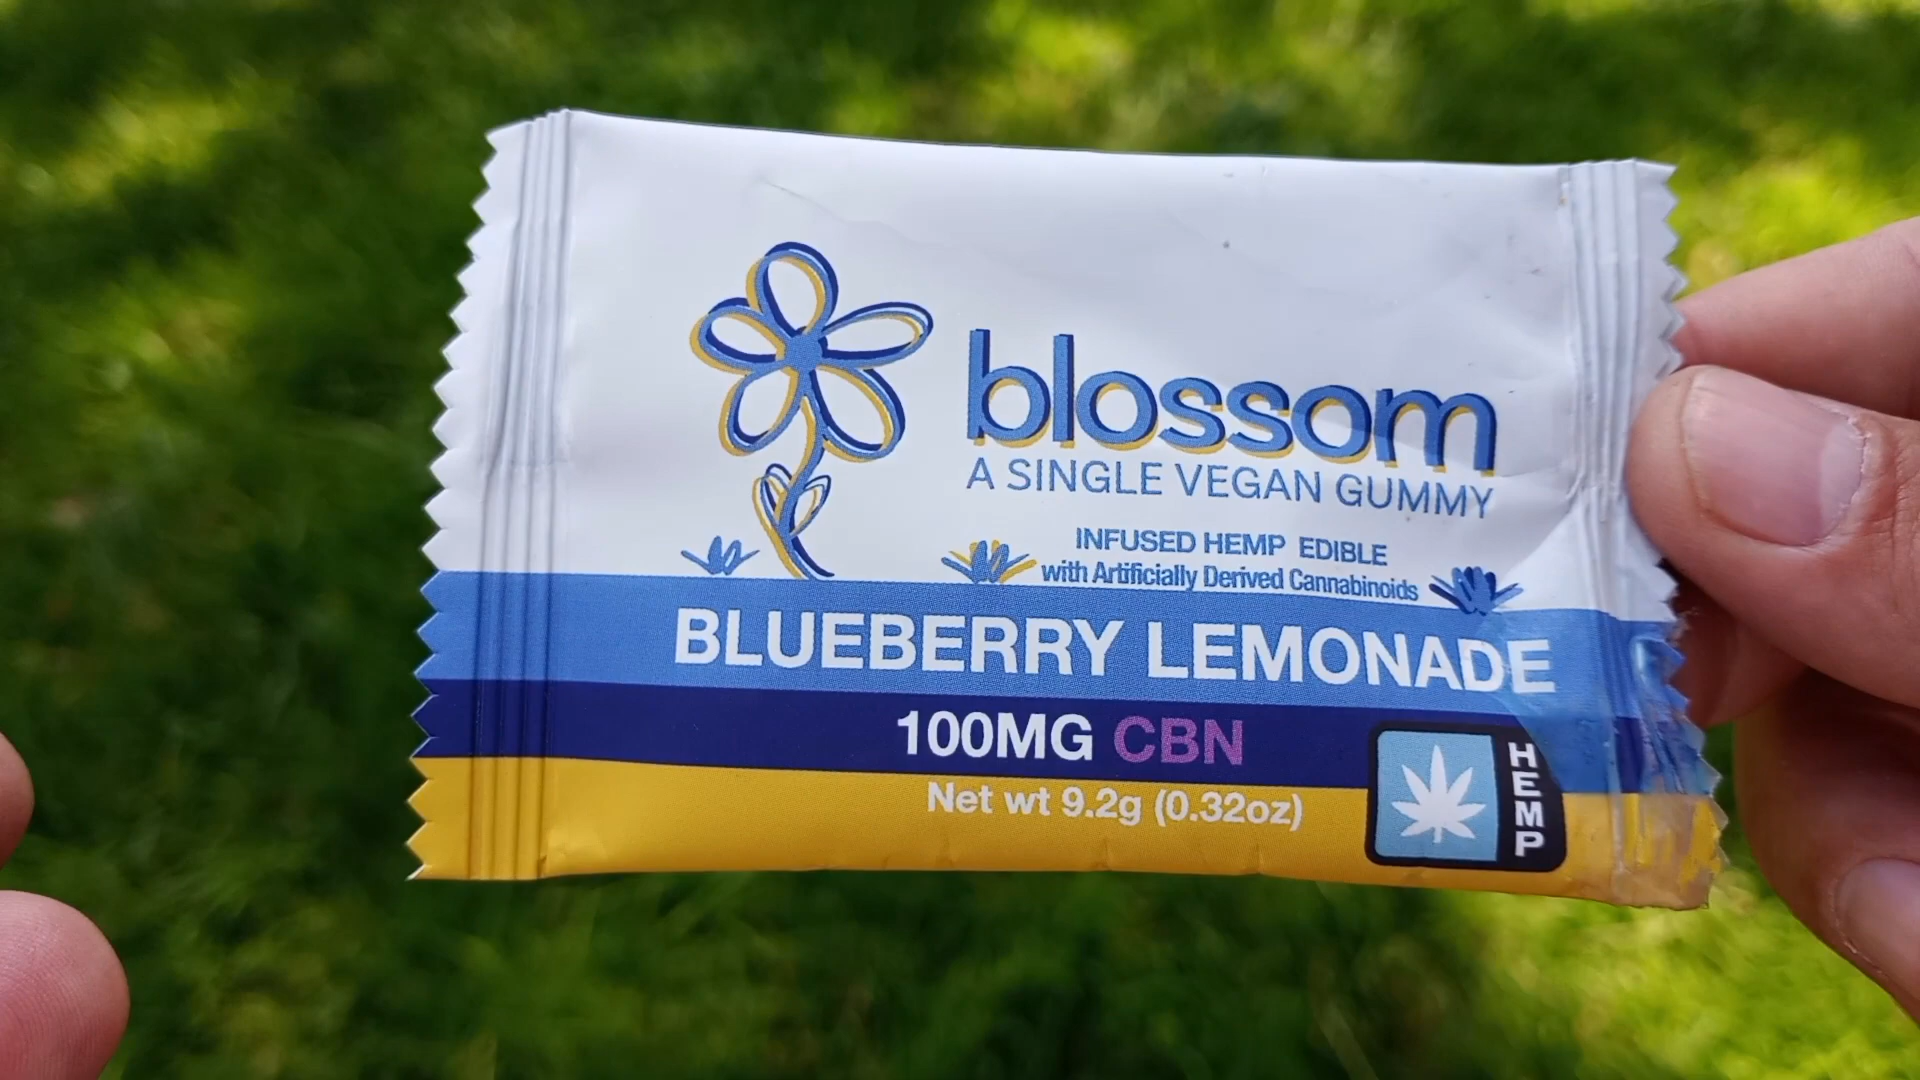 blossom
A SINGLE VEGAN GUMMY
INFUSED HEMP EDIBLE
with Artificially Derived Cannabinoids
BLUEBERRY LEMONADE
100MG CBN
Net wt 9.2g (0.32oz)
HEMP